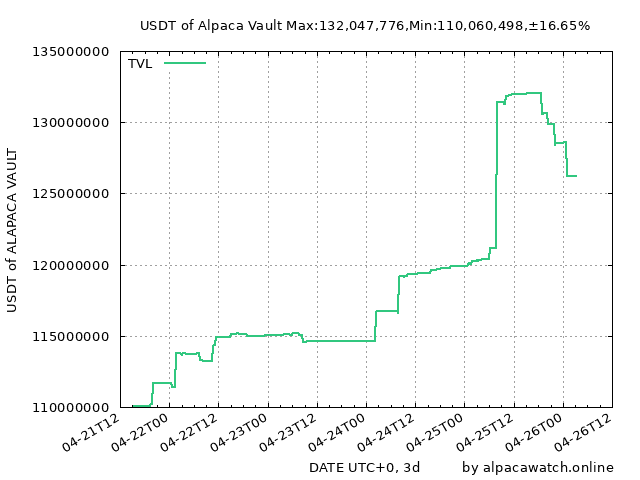 USDT of Alpaca Vault Max:132,047,776,Min:110,060,498,±16.65%
TVL
USDT of ALAPACA VAULT
135000000
130000000
125000000
120000000
115000000
110000000
04-21T12
04-22T00
04-22T12
04-23T00
04-23T12
04-24T00
04-24T12
04-25T00
04-25T12
04-26T00
04-26T12
DATE UTC+0, 3d
by alpacawatch.online